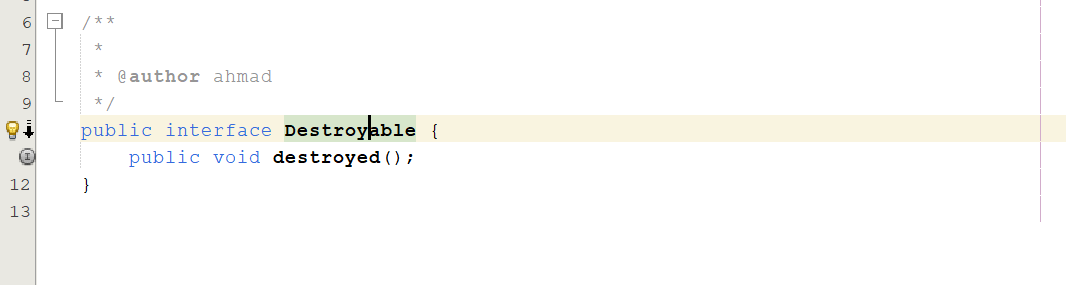 6 /**
7 *
8 * @author ahmad
9 */
public interface Destroyable {
public void destroyed();
12 }
13